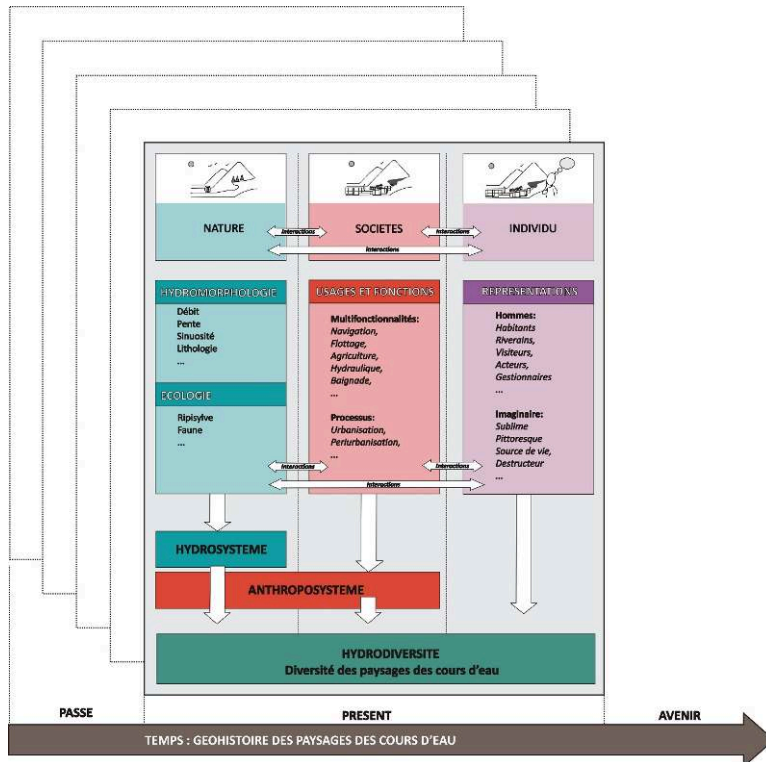 NATURE
SOCIETES
INDIVIDU
Interactions
Interactions
Interactions
HYDROMORPHOLOGIE
Débit
Pente
Sinuosité
Lithologie
...
ECOLOGIE
Ripisylve
Faune
...
USAGES ET FONCTIONS
Multifonctionnalités:
Navigation,
Flottage,
Agriculture,
Hydraulique,
Baignade,
...
Processus:
Urbanisation,
Periurbanisation,
...
REPRESENTATIONS
Hommes:
Habitants
Riverains,
Visiteurs,
Acteurs,
Gestionnaires
...
Imaginaire:
Sublime
Pittoresque
Source de vie,
Destructeur
...
Interactions
Interactions
Interactions
HYDROSYSTEME
ANTHROPOSYSTEME
HYDRODIVERSITE
Diversité des paysages des cours d'eau
PASSE
PRESENT
AVENIR
TEMPS : GEOHISTOIRE DES PAYSAGES DES COURS D'EAU